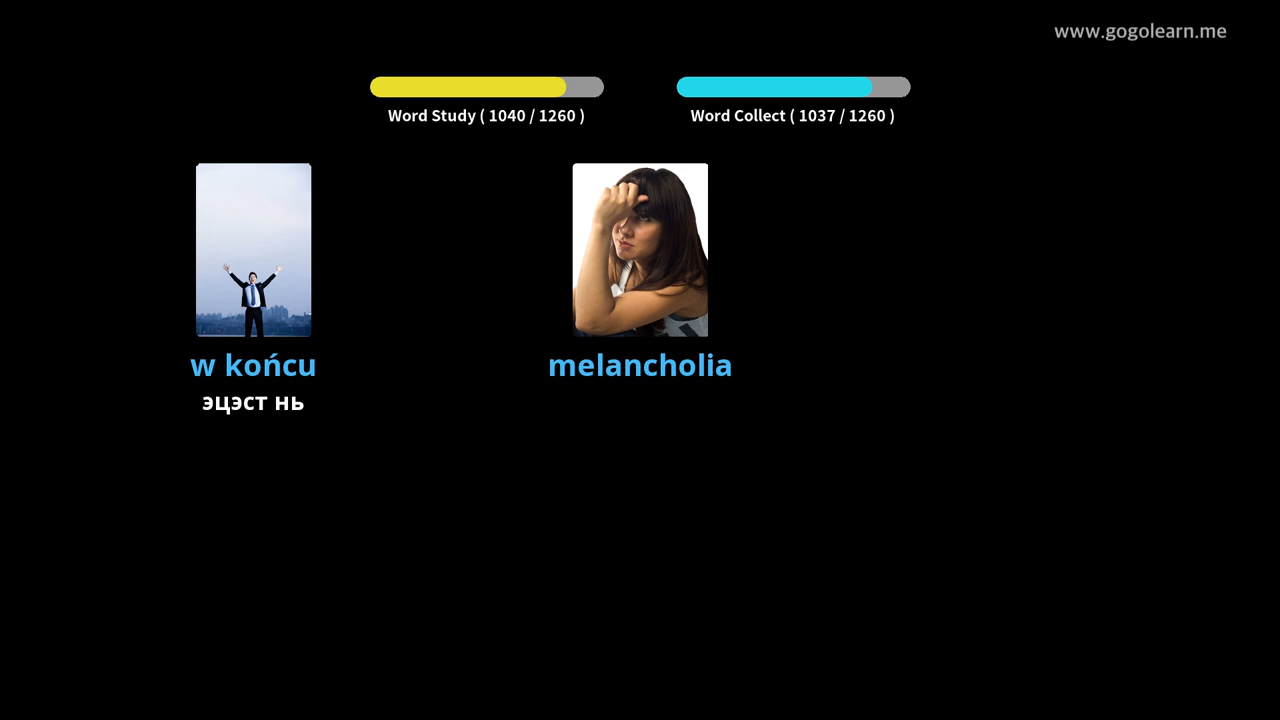 www.gogolearn.me
Word Study ( 1040 / 1260 )
Word Collect ( 1037 / 1260 )
w końcu
melancholia
эцэст нь